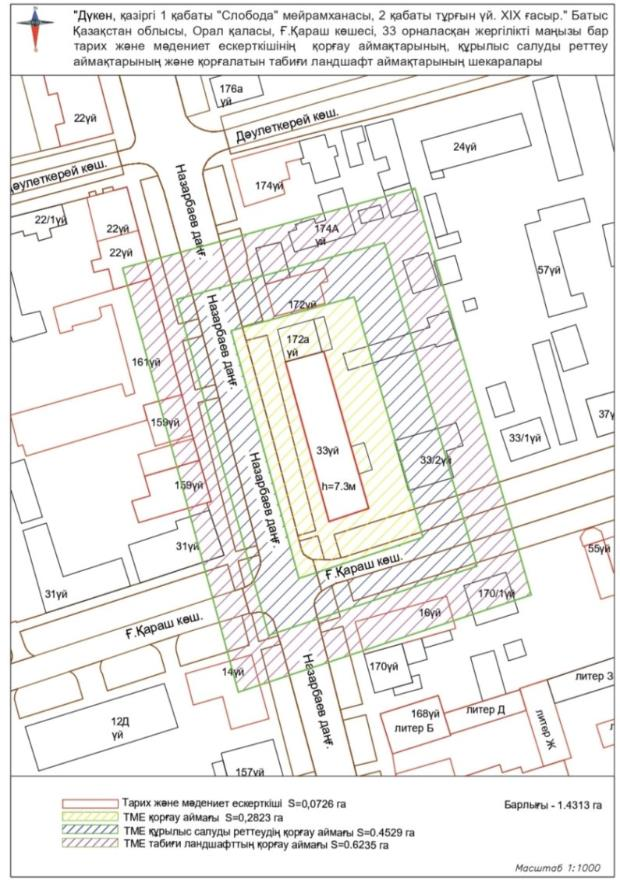 "Дүкен, қазіргі 1 қабаты "Слобода" мейрамханасы, 2 қабаты тұрғын үй. XIX ғасыр." Батыс
Қазақстан облысы, Орал қаласы, Ғ.Қараш көшесі, 33 орналасқан жергілікті маңызы бар
тарих және мәдениет ескерткішінің қорғау аймақтарының, құрылыс салуды реттеу
аймақтарының және қорғалатын табиғи ландшафт аймақтарының шекаралары
176а
үй
22үй
Дәулеткерей көш.
24үй
Дәулеткерей көш.
Назарбаев даңғ.
174үй
22/1үй
22үй
22үй
174А
үй
57үй
172үй
Назарбаев даңғ.
172а
үй
161үй
159үй
37ү
33/1үй
33үй
33/2үй
159үй
h=7.3м
Назарбаев даңғ.
31үй
55үй
Ғ.Қараш көш.
31үй
170/1үй
16үй
Ғ.Қараш көш.
14үй
170үй
Назарбаев даңғ.
литер З
168үй
литер Б
литер Д
литер Ж
12Д
үй
157үй
Тарих және мәдениет ескерткіші S=0,0726 га
Барлығы - 1.4313 га
ТМЕ қорғау аймағы S=0,2823 га
ТМЕ құрылыс салуды реттеудің қорғау аймағы S=0.4529 га
ТМЕ табиғи ландшафттың қорғау аймағы S=0.6235 га
Масштаб 1:1000